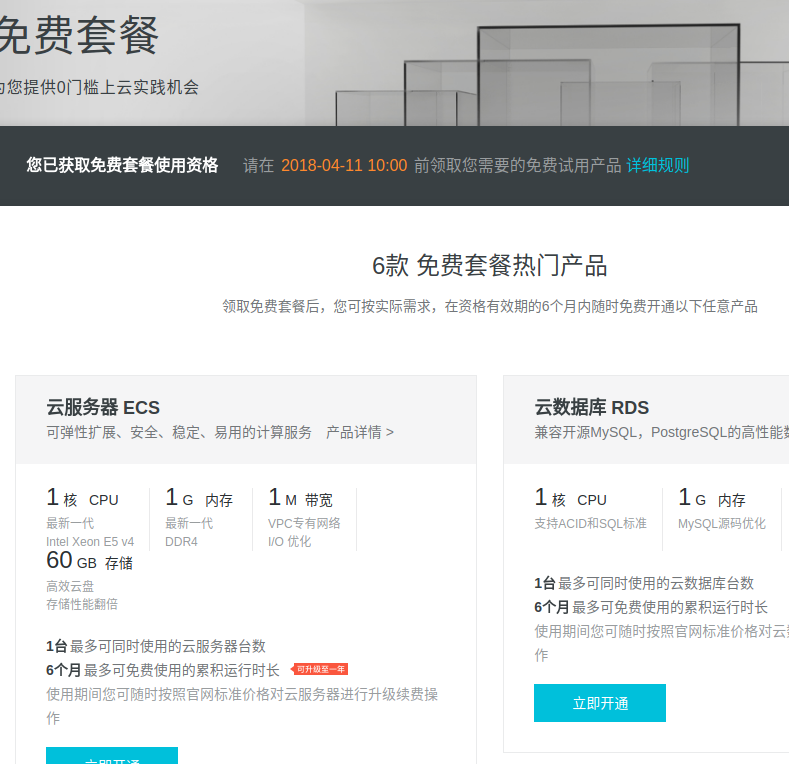 免费套餐
您提供0门槛上云实践机会
您已获取免费套餐使用资格 请在 2018-04-11 10:00 前领取您需要的免费试用产品 详细规则
6款 免费套餐热门产品
领取免费套餐后，您可按实际需求，在资格有效期的6个月内随时免费开通以下任意产品
云服务器 ECS
可弹性扩展、安全、稳定、易用的计算服务 产品详情 >
1 核 CPU
最新一代
Intel Xeon E5 v4
1 G 内存
最新一代
DDR4
1 M 带宽
VPC专有网络
I/O 优化
60 GB 存储
高效云盘
存储性能翻倍
1台 最多可同时使用的云服务器台数
6个月 最多可免费使用的累积运行时长 可升级至一年
使用期间您可随时按照官网标准价格对云服务器进行升级续费操
作
立即开通
云数据库 RDS
兼容开源MySQL，PostgreSQL的高性能
1 核 CPU
支持ACID和SQL标准
1 G 内存
MySQL源码优化
1台 最多可同时使用的云数据库台数
6个月 最多可免费使用的累积运行时长
使用期间您可随时按照官网标准价格对云
作
立即开通